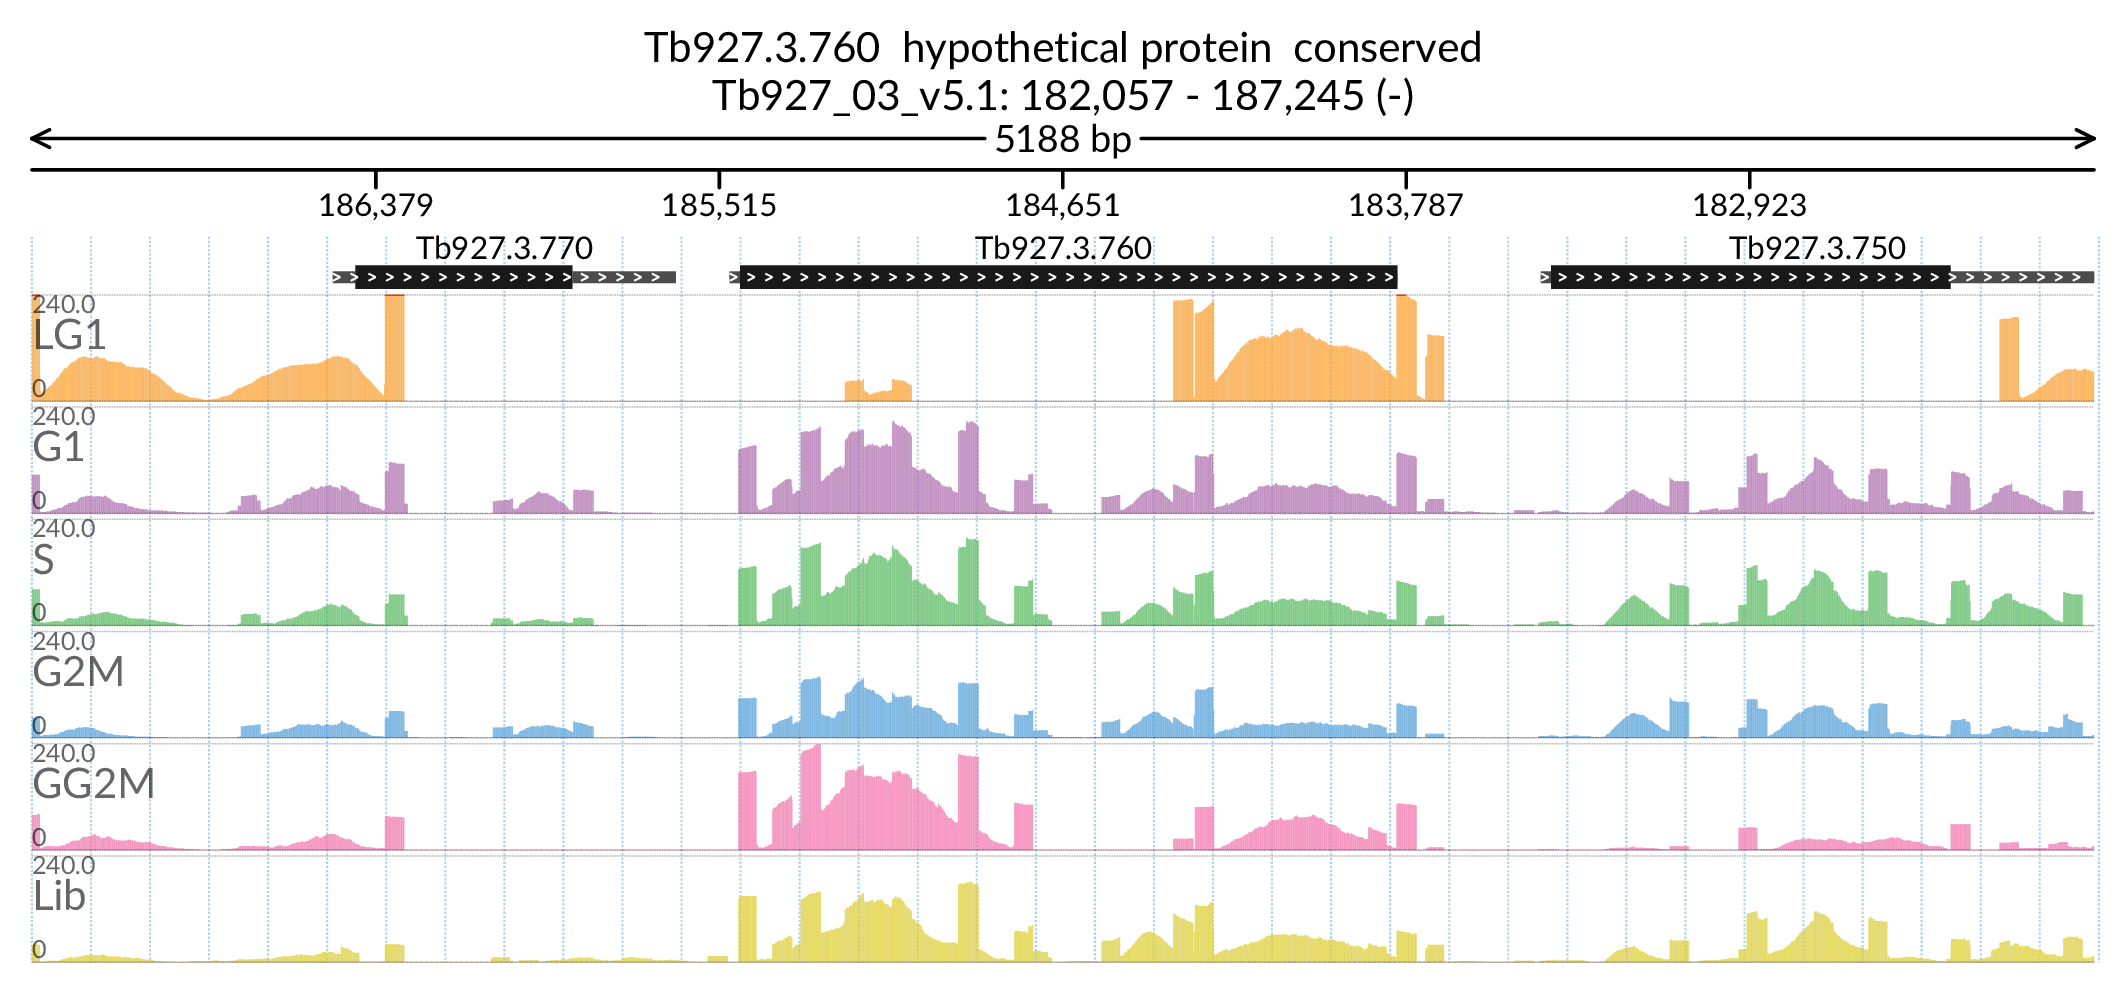 Tb927.3.760  hypothetical protein  conserved
Tb927_03_v5.1: 182,057 - 187,245 (-)
5188 bp
186,379 185,515 184,651 183,787 182,923
Tb927.3.770 Tb927.3.760 Tb927.3.750
240.0
LG1
0
240.0
G1
0
240.0
S
0
240.0
G2M
0
240.0
GG2M
0
240.0
Lib
0